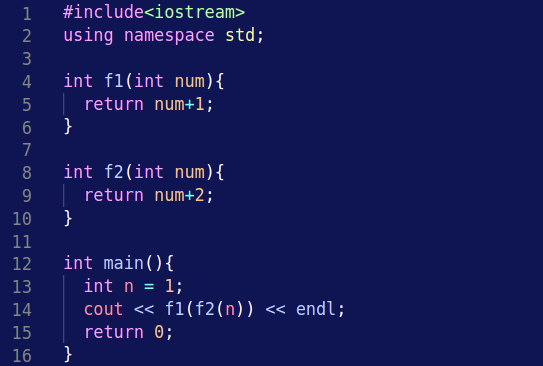 1 #include<iostream>
2 using namespace std;
3
4 int f1(int num){
5 return num+1;
6 }
7
8 int f2(int num){
9 return num+2;
10 }
11
12 int main(){
13 int n = 1;
14 cout << f1(f2(n)) << endl;
15 return 0;
16 }